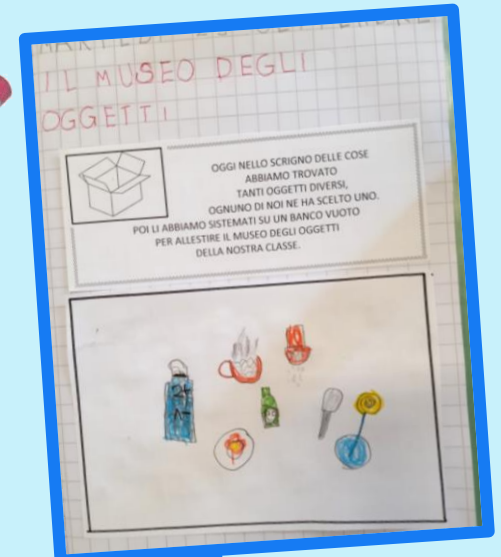 IL MUSEO DEGLI
OGGETTI
OGGI NELLO SCRIGNO DELLE COSE
ABBIAMO TROVATO
TANTI OGGETTI DIVERSI,
OGNUNO DI NOI NE HA SCELTO UNO.
POI LI ABBIAMO SISTEMATI SU UN BANCO VUOTO
PER ALLESTIRE IL MUSEO DEGLI OGGETTI
DELLA NOSTRA CLASSE.